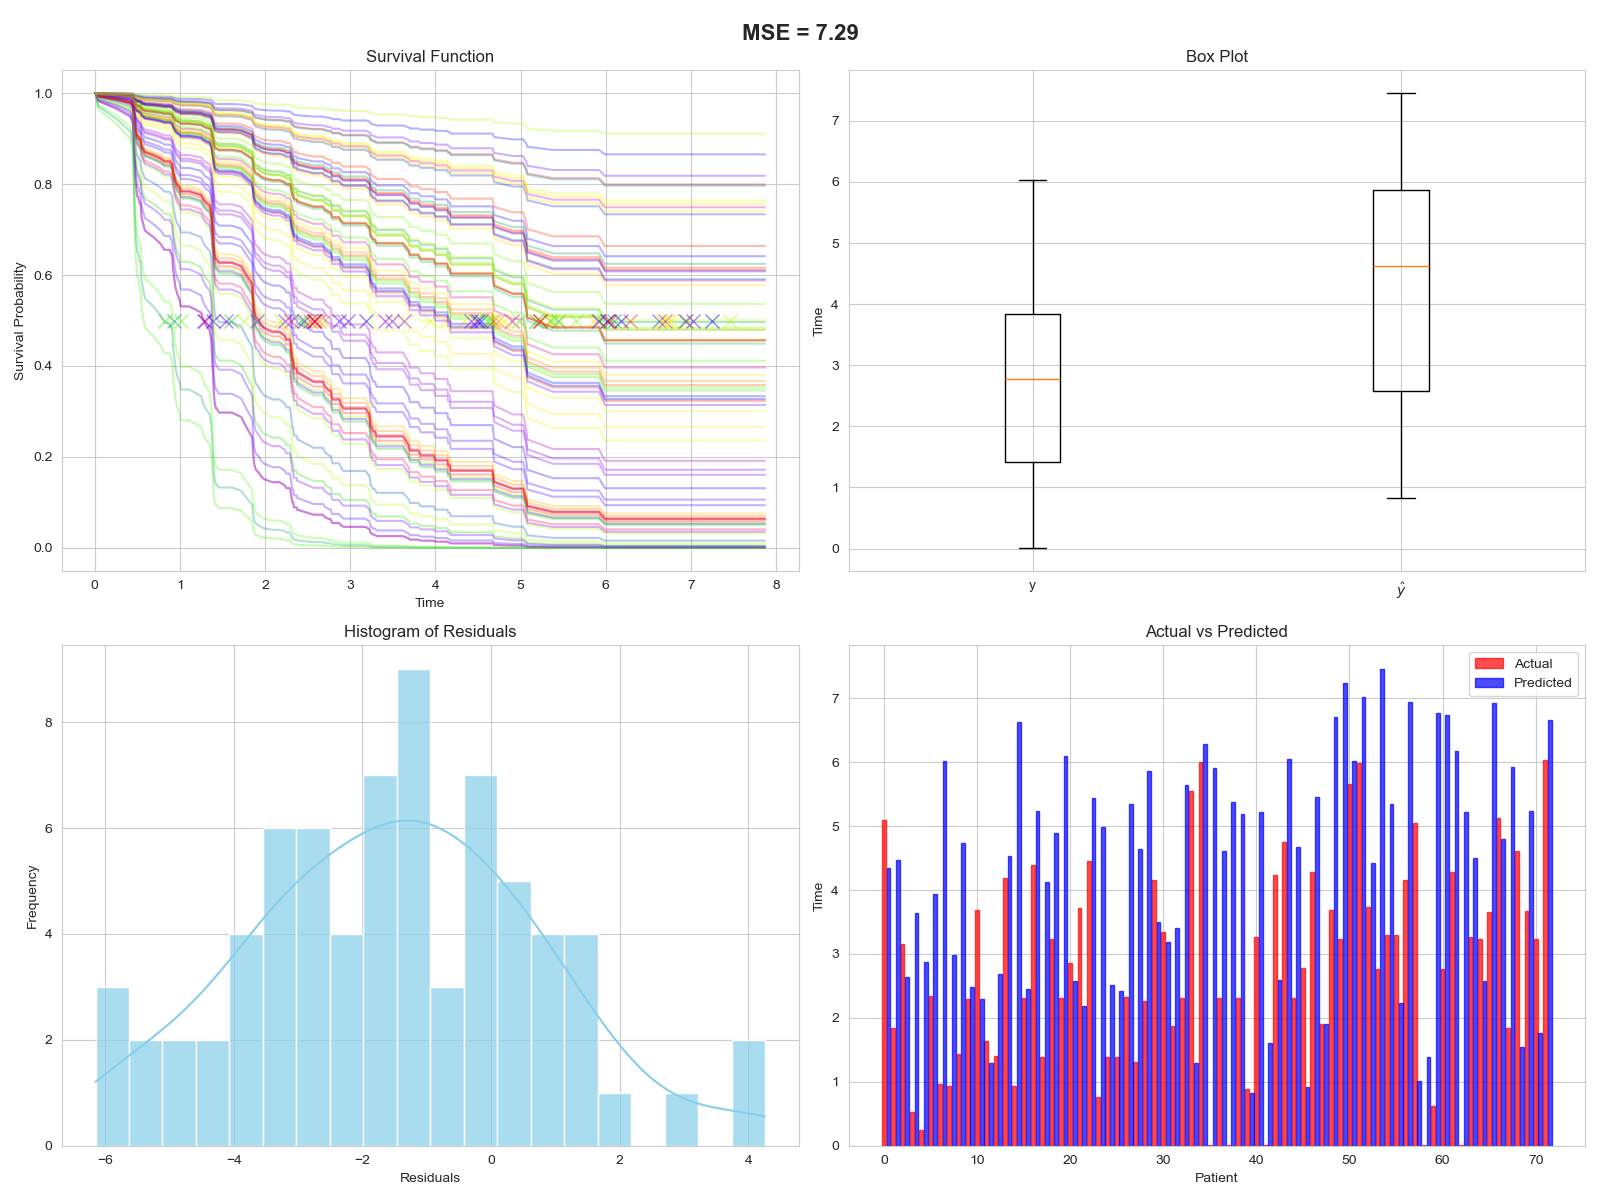 MSE = 7.29
Survival Function
1.0
0.8
0.6
0.4
0.2
0.0
Survival Probability
0 1 2 3 4 5 6 7 8
Time
Box Plot
7
6
5
4
3
2
1
0
Time
y ŷ
Histogram of Residuals
8
6
4
2
0
Frequency
−6 −4 −2 0 2 4
Residuals
Actual vs Predicted
Actual
Predicted
7
6
5
4
3
2
1
0
Time
0 10 20 30 40 50 60 70
Patient